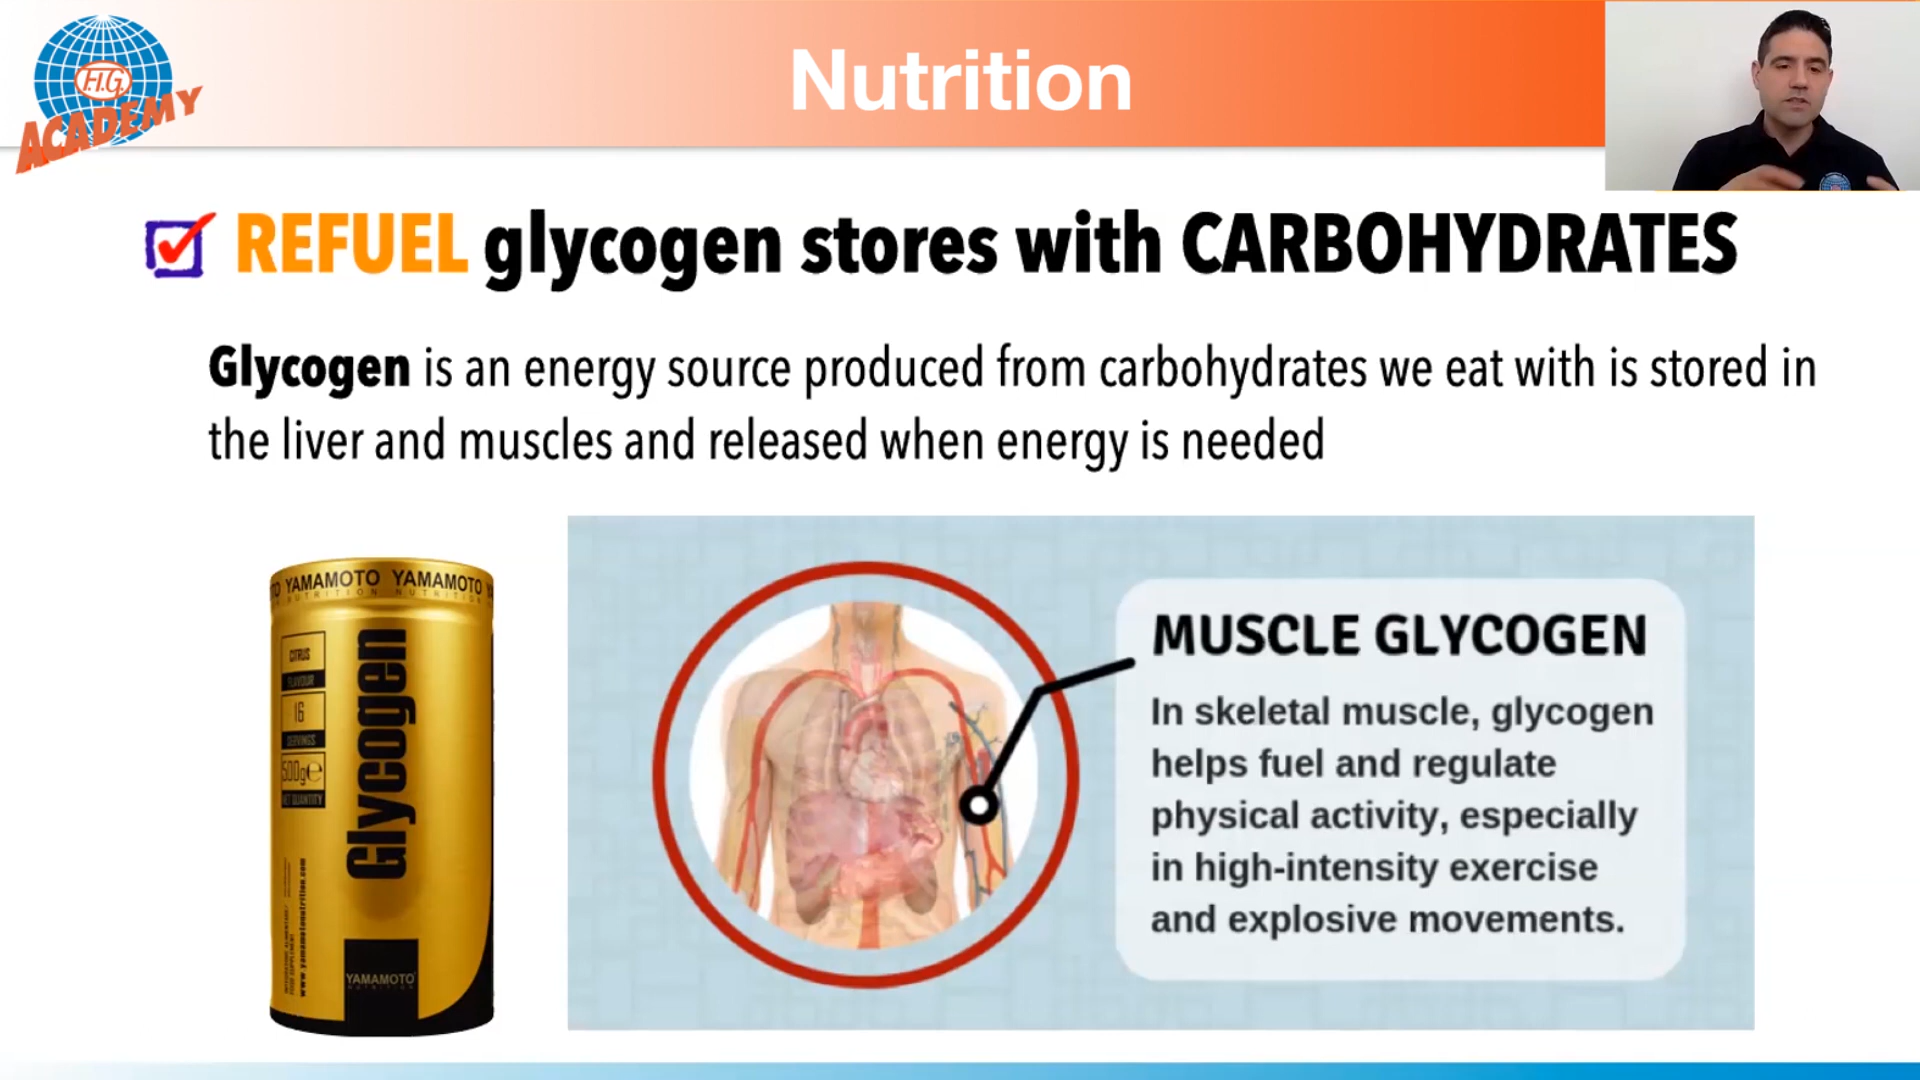 Nutrition
F.I.G.
ACADEMY
REFUEL glycogen stores with CARBOHYDRATES
Glycogen is an energy source produced from carbohydrates we eat with is stored in
the liver and muscles and released when energy is needed
YAMAMOTO YAMAMOTO
NUTRITION NUTRITION
CITRUS
FLAVOUR
16
SERVINGS
500g e
NET QUANTITY
Glycogen
www.yamamotonutrition.com
YAMAMOTO
NUTRITION
MUSCLE GLYCOGEN
In skeletal muscle, glycogen
helps fuel and regulate
physical activity, especially
in high-intensity exercise
and explosive movements.